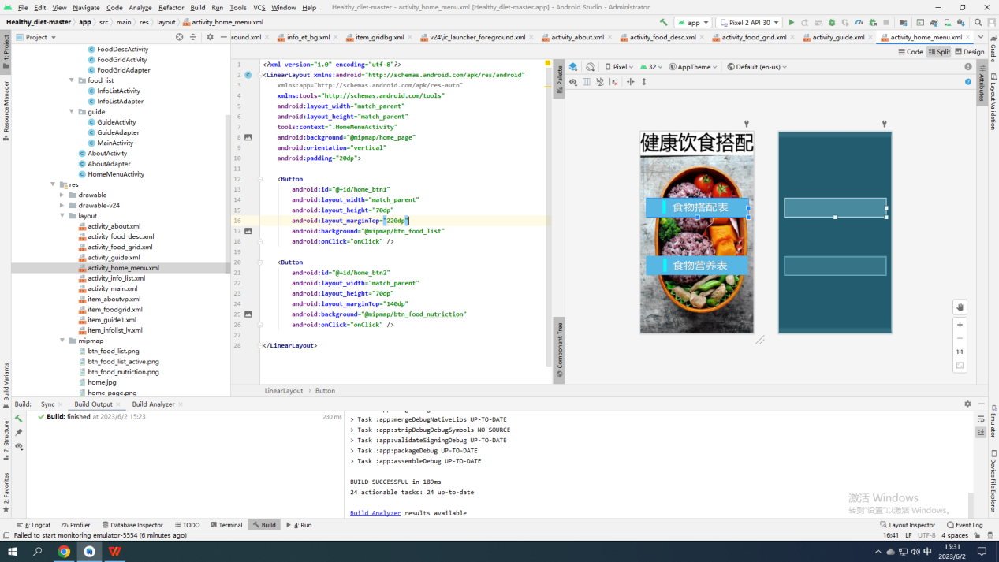 File Edit View Navigate Code Analyze Refactor Build Run Tools VCS Window Help Healthy_diet-master - activity_home_menu.xml [Healthy_diet-master.app] - Android Studio - Administrator
Healthy_diet-master app src main res layout activity_home_menu.xml app Pixel 2 API 30
Project round.xml info_et_bg.xml item_gridbg.xml v24\ic_launcher_foreground.xml activity_about.xml activity_food_desc.xml activity_food_grid.xml activity_guide.xml activity_home_menu.xml
Code Split Design
1: Project
Resource Manager
Build Variants
Z: Structure
2: Favorites
FoodDescActivity
FoodGridActivity
FoodGridAdapter
food_list
InfoListActivity
InfoListAdapter
guide
GuideActivity
GuideAdapter
MainActivity
AboutActivity
AboutAdapter
HomeMenuActivity
res
drawable
drawable-v24
layout
activity_about.xml
activity_food_desc.xml
activity_food_grid.xml
activity_guide.xml
activity_home_menu.xml
activity_info_list.xml
activity_main.xml
item_aboutvp.xml
item_foodgrid.xml
item_guide1.xml
item_infolist_lv.xml
mipmap
btn_food_list.png
btn_food_list_active.png
btn_food_nutriction.png
home.jpg
home_page.png
1 <?xml version="1.0" encoding="utf-8"?>
2 <LinearLayout xmlns:android="http://schemas.android.com/apk/res/android"
3 xmlns:app="http://schemas.android.com/apk/res-auto"
4 xmlns:tools="http://schemas.android.com/tools"
5 android:layout_width="match_parent"
6 android:layout_height="match_parent"
7 tools:context=".HomeMenuActivity"
8 android:background="@mipmap/home_page"
9 android:orientation="vertical"
10 android:padding="20dp">
11
12 <Button
13 android:id="@+id/home_btn1"
14 android:layout_width="match_parent"
15 android:layout_height="70dp"
16 android:layout_marginTop="220dp"
17 android:background="@mipmap/btn_food_list"
18 android:onClick="onClick" />
19
20 <Button
21 android:id="@+id/home_btn2"
22 android:layout_width="match_parent"
23 android:layout_height="70dp"
24 android:layout_marginTop="140dp"
25 android:background="@mipmap/btn_food_nutriction"
26 android:onClick="onClick" />
27
28 </LinearLayout>
LinearLayout Button
Palette
Component Tree
Pixel 32 AppTheme Default (en-us)
健康饮食搭配
食物搭配表
食物营养表
1:1
Attributes
Gradle
Layout Validation
Emulator
Device File Explorer
Build: Sync Build Output Build Analyzer
Build: finished at 2023/6/2 15:23 230 ms
> Task :app:mergeDebugNativeLibs UP-TO-DATE
> Task :app:stripDebugDebugSymbols NO-SOURCE
> Task :app:validateSigningDebug UP-TO-DATE
> Task :app:packageDebug UP-TO-DATE
> Task :app:assembleDebug UP-TO-DATE
BUILD SUCCESSFUL in 189ms
24 actionable tasks: 24 up-to-date
Build Analyzer results available
激活 Windows
转到"设置"以激活 Windows。
6: Logcat Profiler Database Inspector TODO Terminal Build 4: Run Layout Inspector Event Log
Failed to start monitoring emulator-5554 (6 minutes ago) 16:41 LF UTF-8 4 spaces
中 15:31
2023/6/2